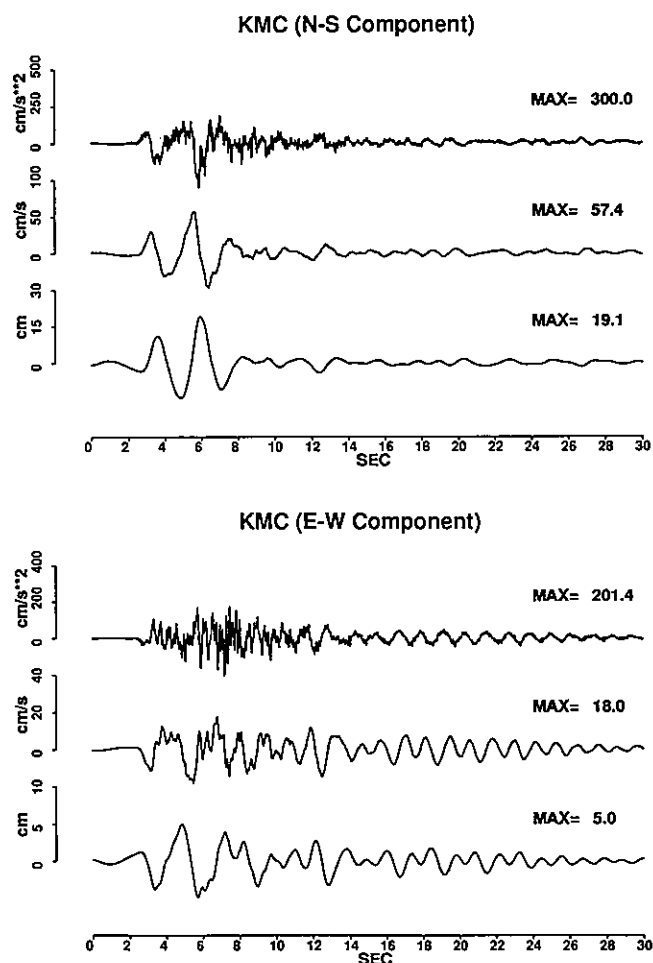 KMC (N-S Component)
cm/s**2
500
250
0
MAX= 300.0
cm/s
100
50
0
MAX= 57.4
cm
30
15
0
MAX= 19.1
0 2 4 6 8 10 12 14 16 18 20 22 24 26 28 30
SEC
KMC (E-W Component)
cm/s**2
400
200
0
MAX= 201.4
cm/s
40
20
0
MAX= 18.0
cm
10
5
0
MAX= 5.0
0 2 4 6 8 10 12 14 16 18 20 22 24 26 28 30
SEC